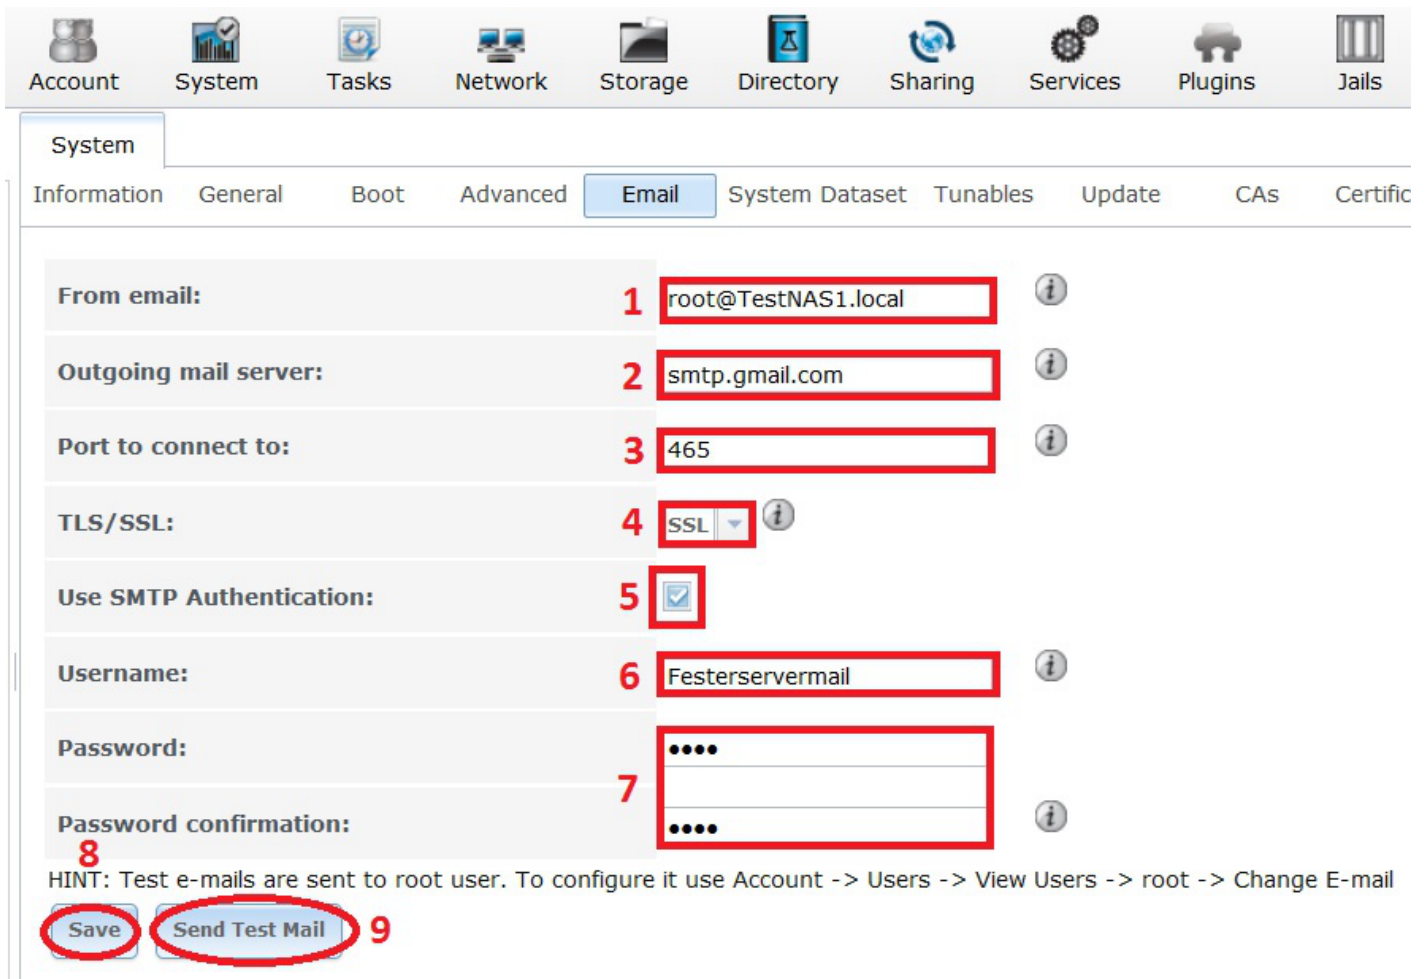 Account System Tasks Network Storage Directory Sharing Services Plugins Jails
System
Information General Boot Advanced Email System Dataset Tunables Update CAs Certific
From email: 1 root@TestNAS1.local
Outgoing mail server: 2 smtp.gmail.com
Port to connect to: 3 465
TLS/SSL: 4 SSL
Use SMTP Authentication: 5
Username: 6 Festerservermail
Password: ••••
7
Password confirmation: ••••
8
HINT: Test e-mails are sent to root user. To configure it use Account -> Users -> View Users -> root -> Change E-mail
Save Send Test Mail 9